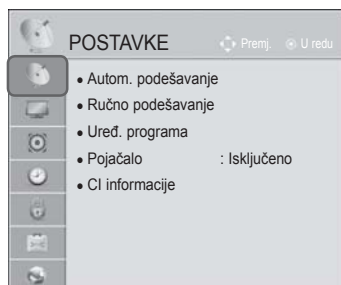 POSTAVKE Premj. U redu
• Autom. podešavanje
• Ručno podešavanje
• Uređ. programa
• Pojačalo : Isključeno
• CI informacije